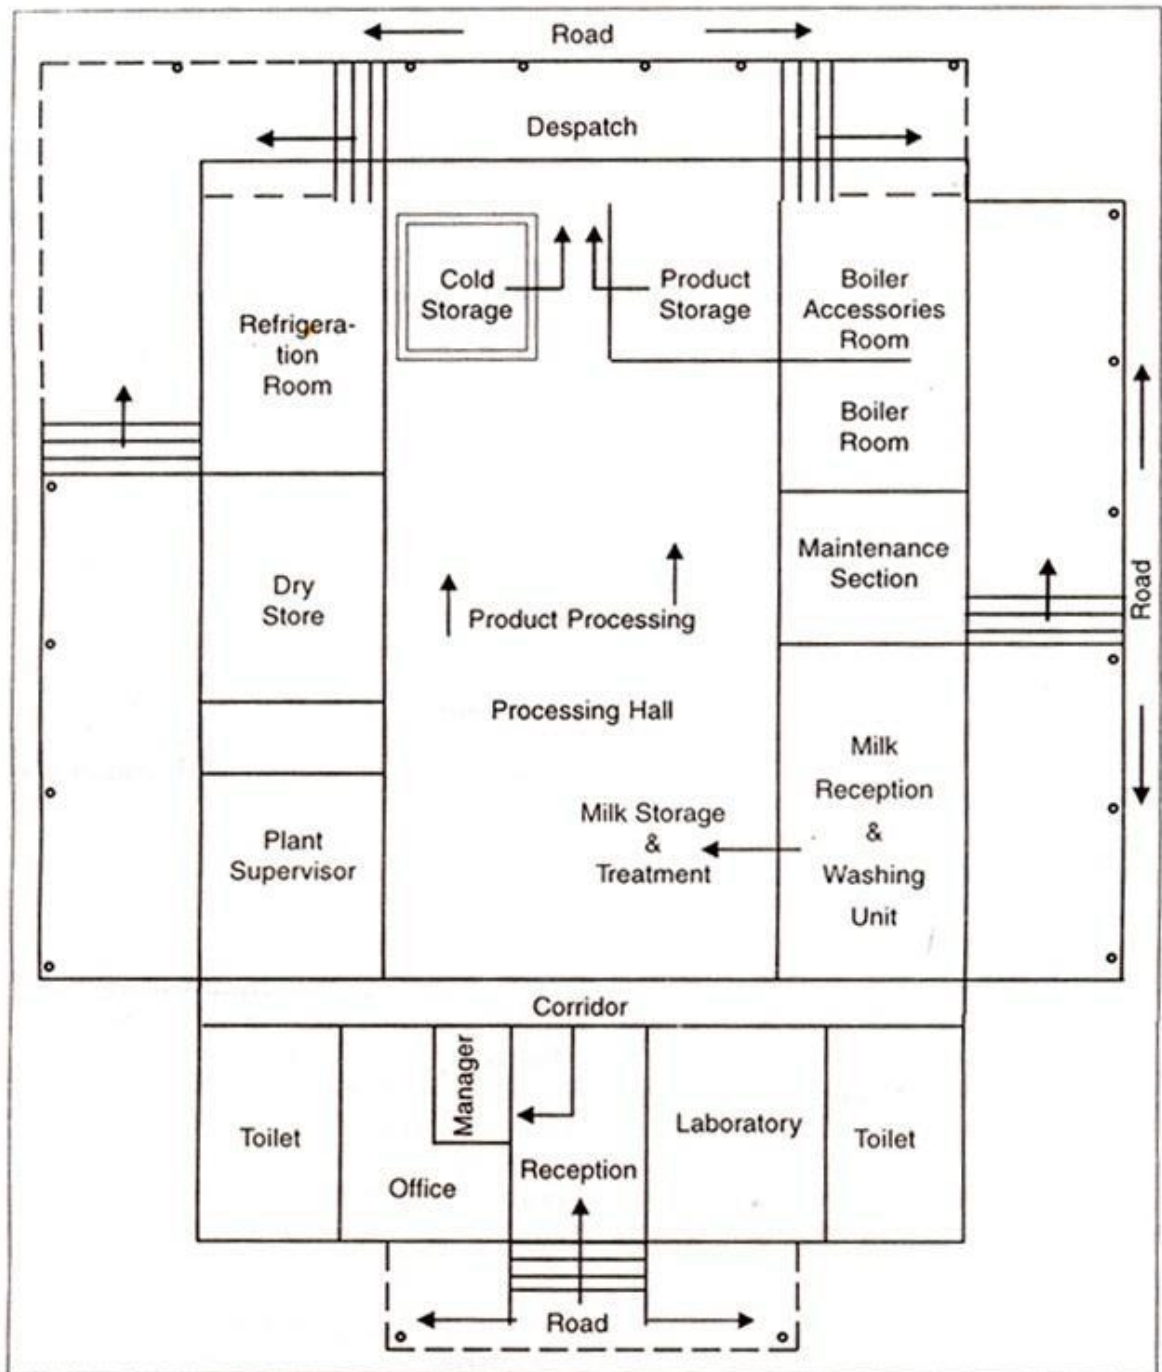 Road
Despatch
Cold
Storage
Product
Storage
Boiler
Accessories
Room
Refrigera-
tion
Room
Boiler
Room
Maintenance
Section
Road
Dry
Store
Product Processing
Processing Hall
Milk
Reception
&
Washing
Unit
Milk Storage
&
Treatment
Plant
Supervisor
Corridor
Manager
Toilet
Office
Reception
Laboratory
Toilet
Road